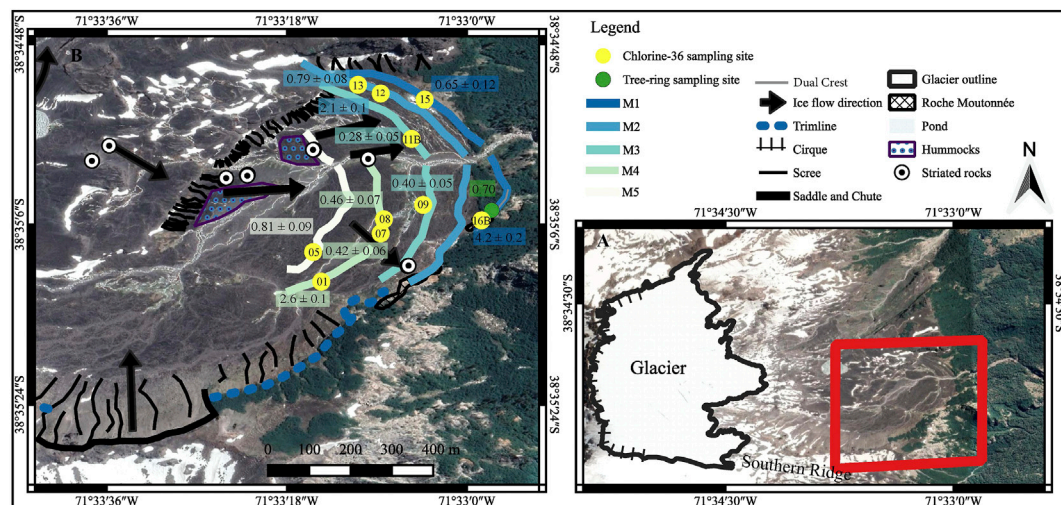 71°33′36″ 71°33′18″ 71°33′0″
38°34′48″
38°34′48″S
B
0.79 ± 0.08
0.65 ± 0.12
13
12
15
2.1 ± 0.1
0.28 ± 0.05
11B
0.40 ± 0.05
0.70
0.46 ± 0.07
09
38°35′6″
38°35′6″S
08
16B
07
4.2 ± 0.2
0.81 ± 0.09
05
0.42 ± 0.06
01
2.6 ± 0.1
38°35′24″
38°35′24″S
0 100 200 300 400 m
71°33′36″ 71°33′18″ 71°33′0″
Legend
Chlorine-36 sampling site
Tree-ring sampling site
M1
M2
M3
M4
M5
Dual Crest
Ice flow direction
Trimline
Cirque
Scree
Saddle and Chute
Glacier outline
Roche Moutonnée
Pond
Hummocks
Striated rocks
N
71°34′30″ 71°33′0″
A
38°34′30″S
Glacier
Southern Ridge
71°34′30″ 71°33′0″